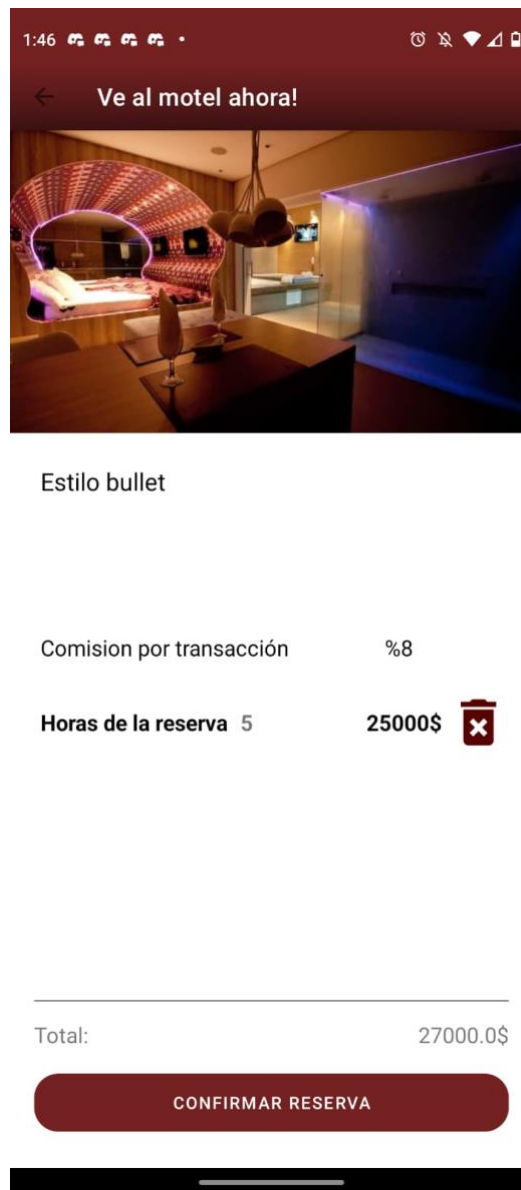 1:46
Ve al motel ahora!
Estilo bullet
Comision por transacción %8
Horas de la reserva 5 25000$
Total: 27000.0$
CONFIRMAR RESERVA